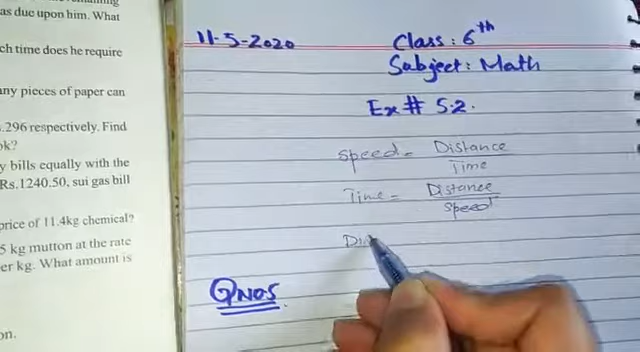 as due upon him. What
ch time does he require
any pieces of paper can
.296 respectively. Find
ok?
y bills equally with the
Rs.1240.50, sui gas bill
price of 11.4kg chemical?
5 kg mutton at the rate
er kg. What amount is
on.
11-5-2020
Class: 6th
Subject: Math
Ex # 5.2.
Speed = Distance / Time
Time = Distance / Speed
Dis
QNo5